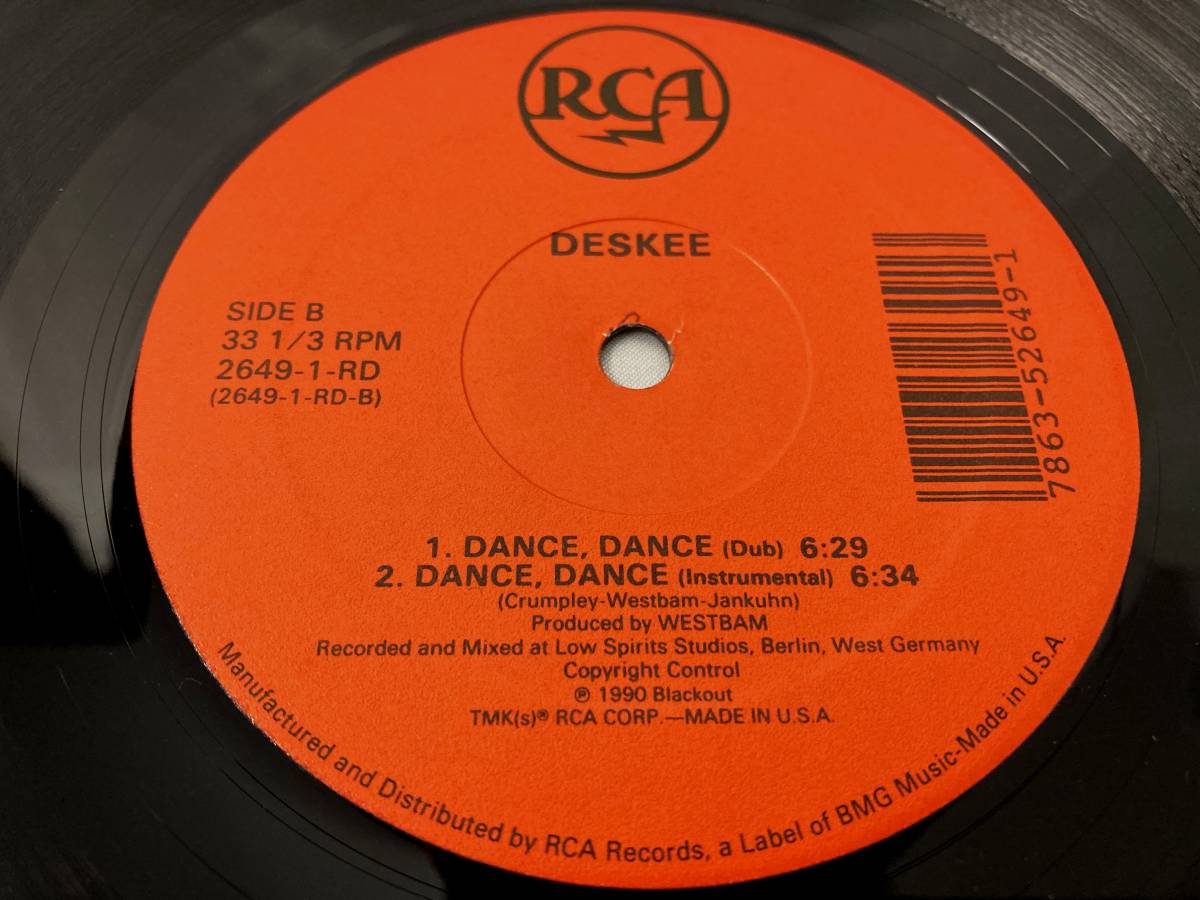 RCA
DESKEE
SIDE B
33 1/3 RPM
2649-1-RD
(2649-1-RD-B)
7863-52649-1
1. DANCE, DANCE (Dub) 6:29
2. DANCE, DANCE (Instrumental) 6:34
(Crumpley-Westbam-Jankuhn)
Produced by WESTBAM
Recorded and Mixed at Low Spirits Studios, Berlin, West Germany
Copyright Control
℗ 1990 Blackout
TMK(s)® RCA CORP.—MADE IN U.S.A.
Manufactured and Distributed by RCA Records, a Label of BMG Music-Made in U.S.A.